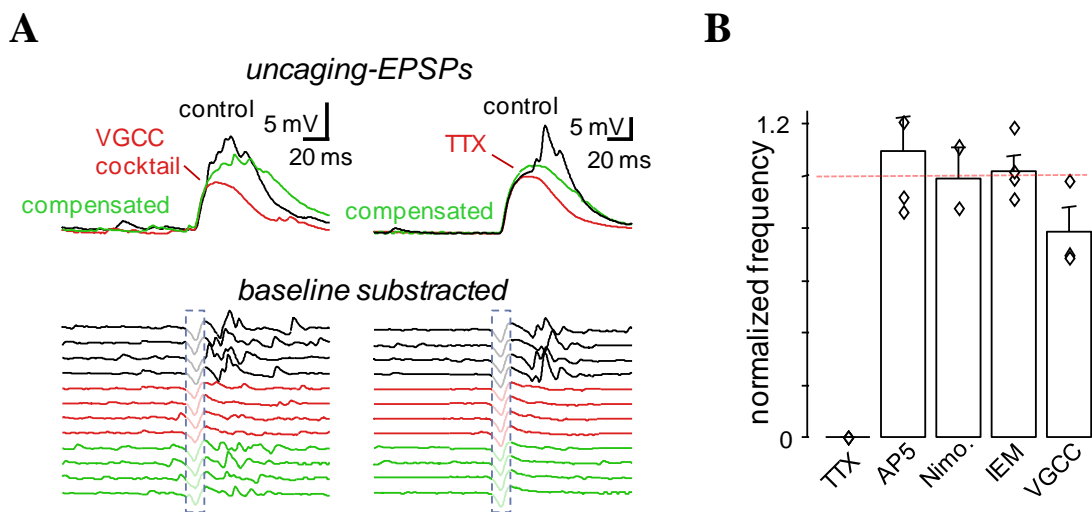 A
B
uncaging-EPSPs
control
5 mV
20 ms
VGCC
cocktail
compensated
control
5 mV
20 ms
TTX
compensated
baseline substracted
normalized frequency
1.2
0
TTX
AP5
Nimo.
IEM
VGCC